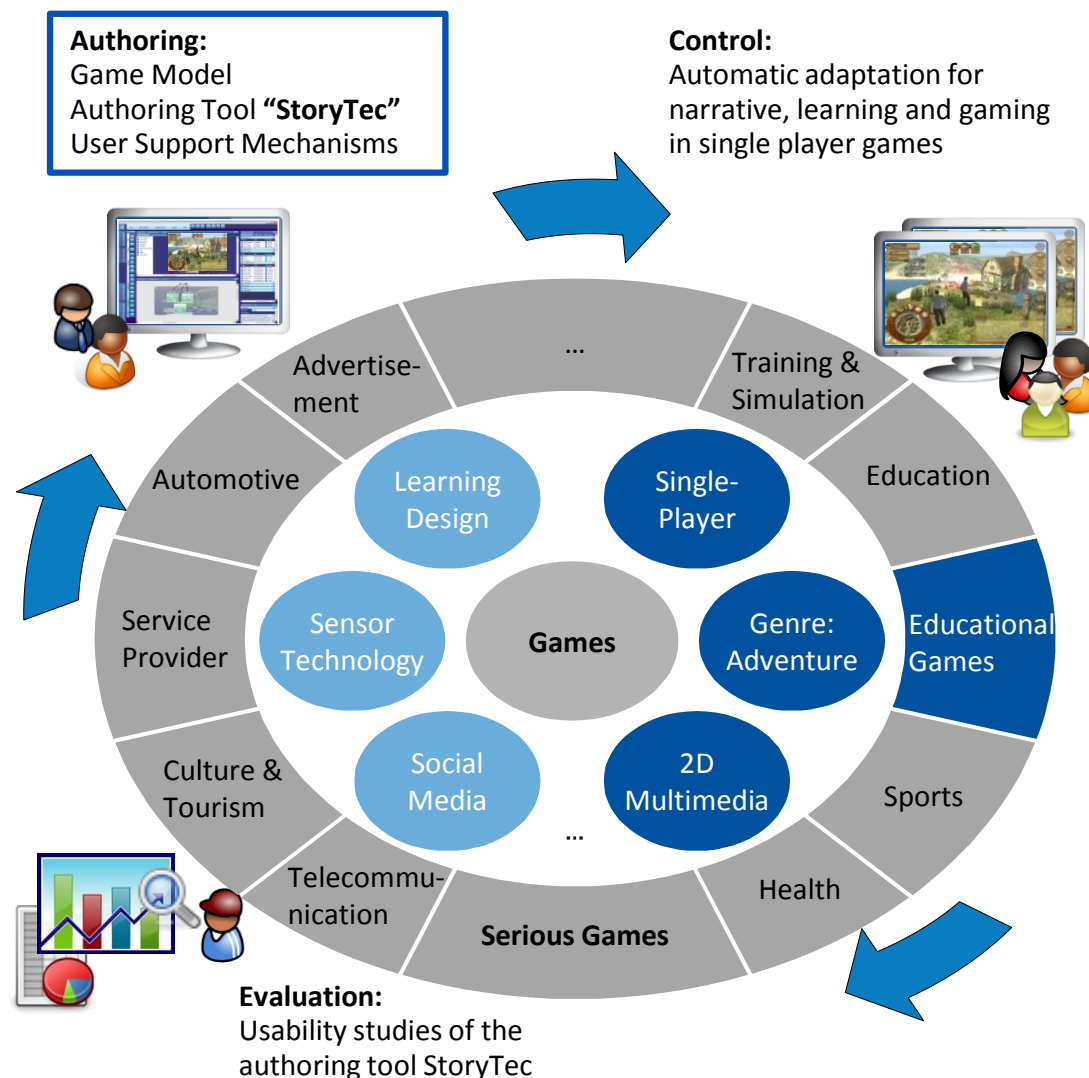 Authoring:
Game Model
Authoring Tool “StoryTec”
User Support Mechanisms
Control:
Automatic adaptation for
narrative, learning and gaming
in single player games
...
Advertise-
ment
Training &
Simulation
Automotive
Education
Learning
Design
Single-
Player
Service
Provider
Sensor
Technology
Games
Genre:
Adventure
Educational
Games
Culture &
Tourism
Social
Media
2D
Multimedia
Sports
...
Telecommu-
nication
Health
Serious Games
Evaluation:
Usability studies of the
authoring tool StoryTec